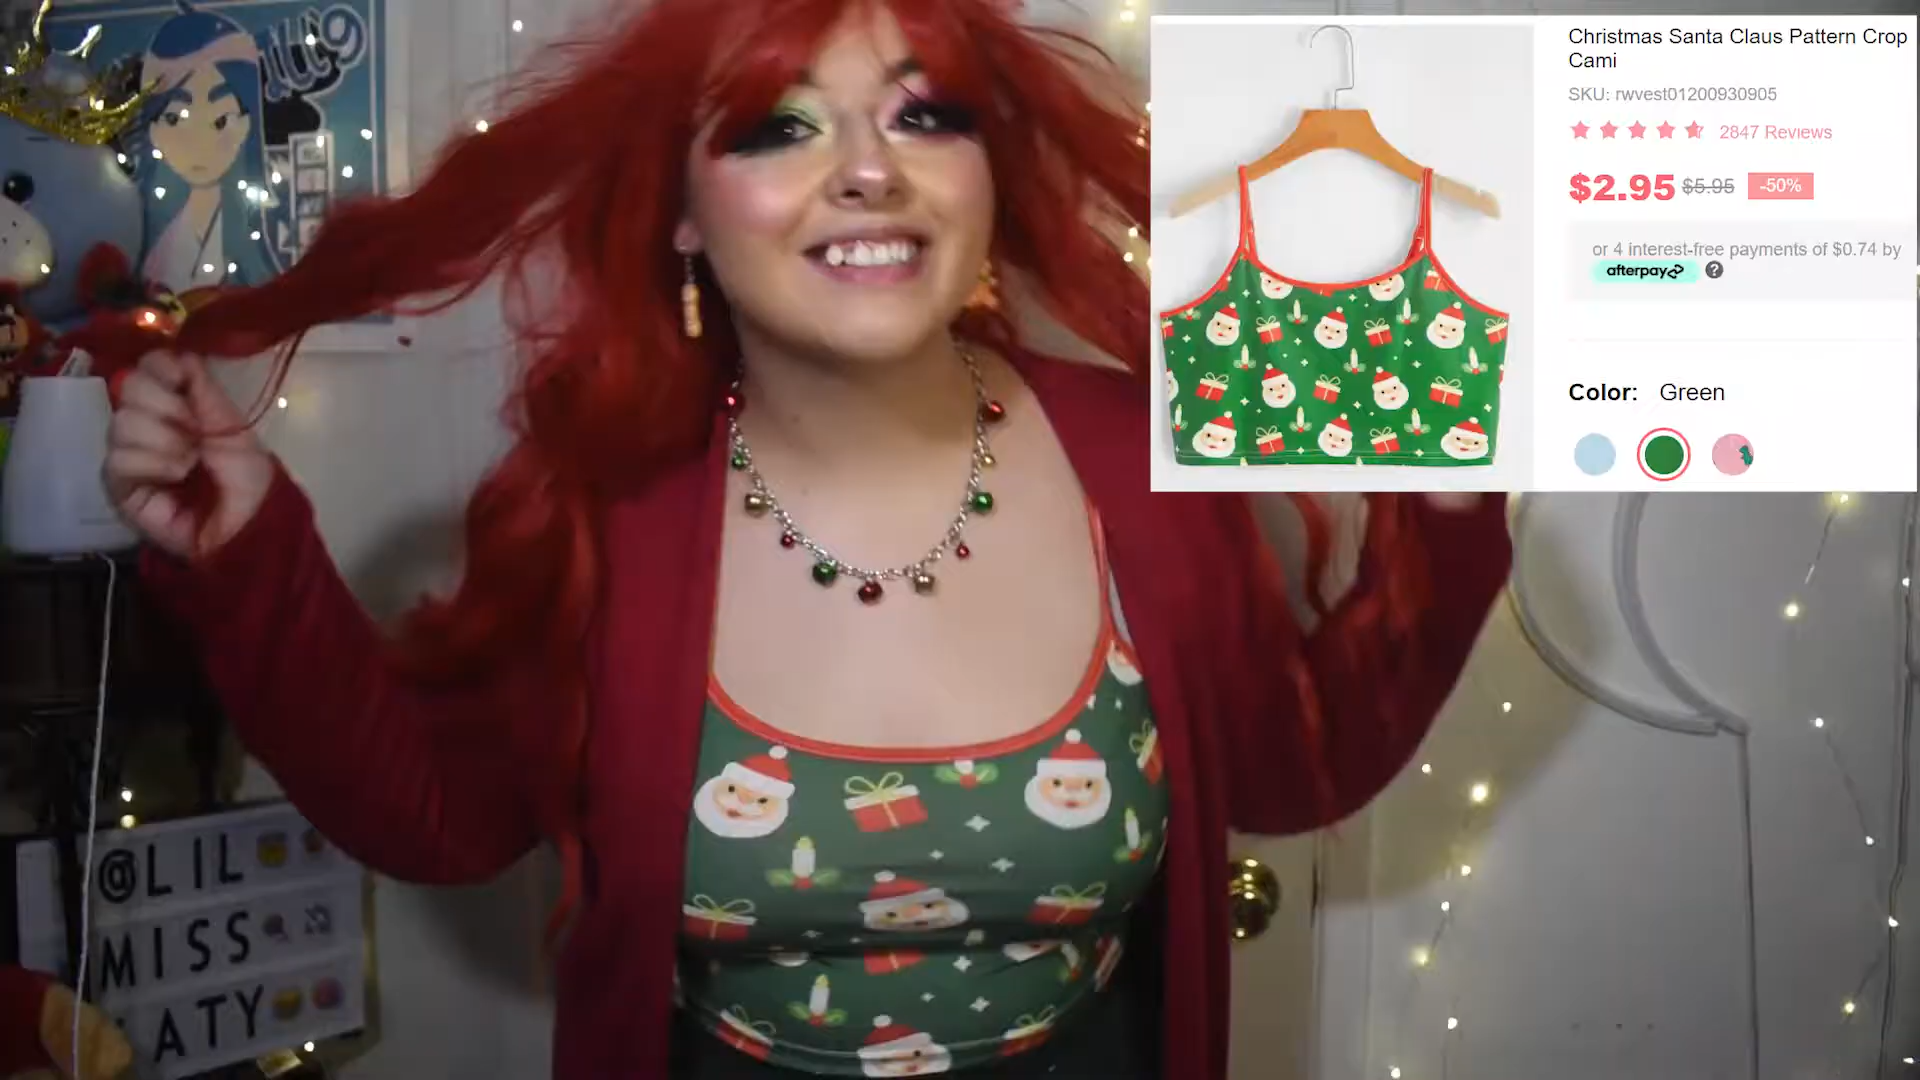 Christmas Santa Claus Pattern Crop
Cami
SKU: rwvest01200930905
2847 Reviews
$2.95 $5.95 -50%
or 4 interest-free payments of $0.74 by
afterpay ?
Color: Green
@LIL
MISS
KATY